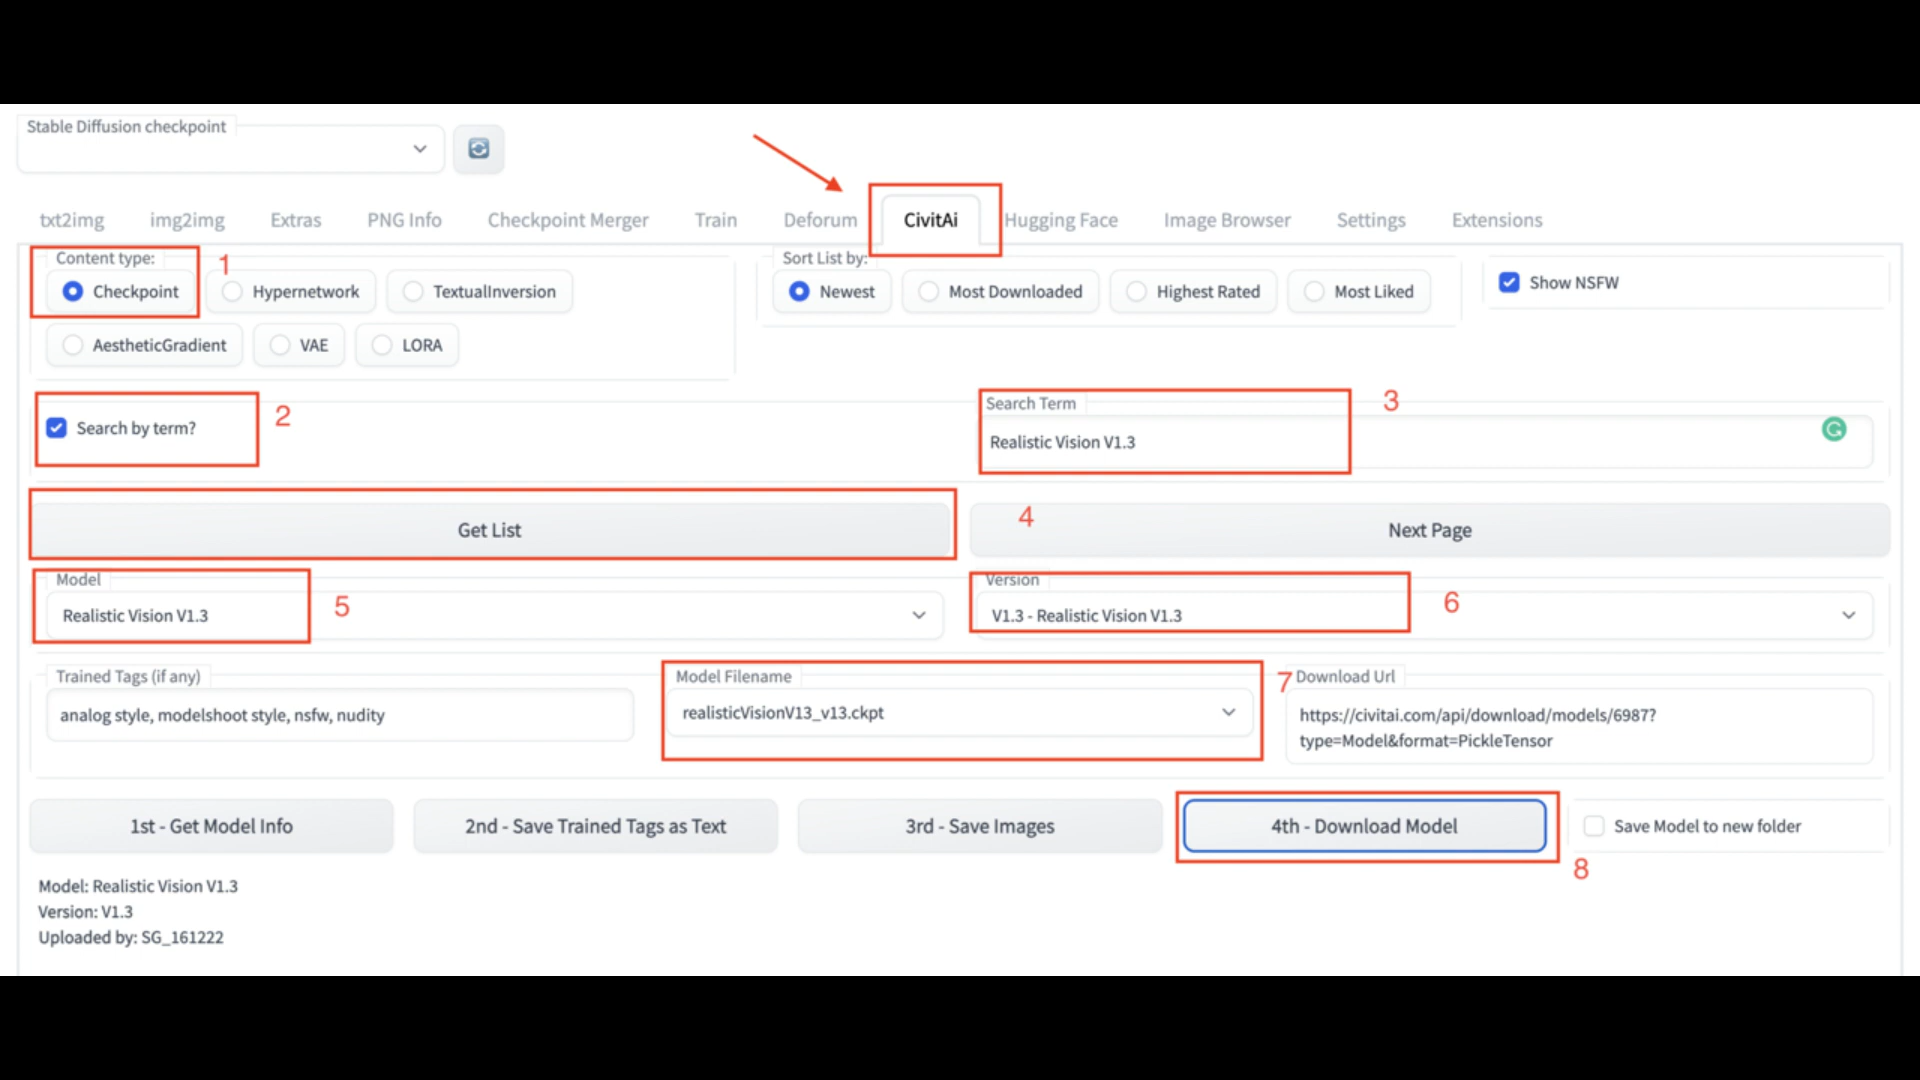 Stable Diffusion checkpoint
txt2img img2img Extras PNG Info Checkpoint Merger Train Deforum CivitAi Hugging Face Image Browser Settings Extensions
Content type: 1 Sort List by:
Checkpoint Hypernetwork TextualInversion Newest Most Downloaded Highest Rated Most Liked Show NSFW
AestheticGradient VAE LORA
Search by term? 2 Search Term 3
Realistic Vision V1.3
Get List 4 Next Page
Model Version
Realistic Vision V1.3 5 V1.3 - Realistic Vision V1.3 6
Trained Tags (if any) Model Filename 7 Download Url
analog style, modelshoot style, nsfw, nudity realisticVisionV13_v13.ckpt https://civitai.com/api/download/models/6987?
type=Model&format=PickleTensor
1st - Get Model Info 2nd - Save Trained Tags as Text 3rd - Save Images 4th - Download Model Save Model to new folder
8
Model: Realistic Vision V1.3
Version: V1.3
Uploaded by: SG_161222